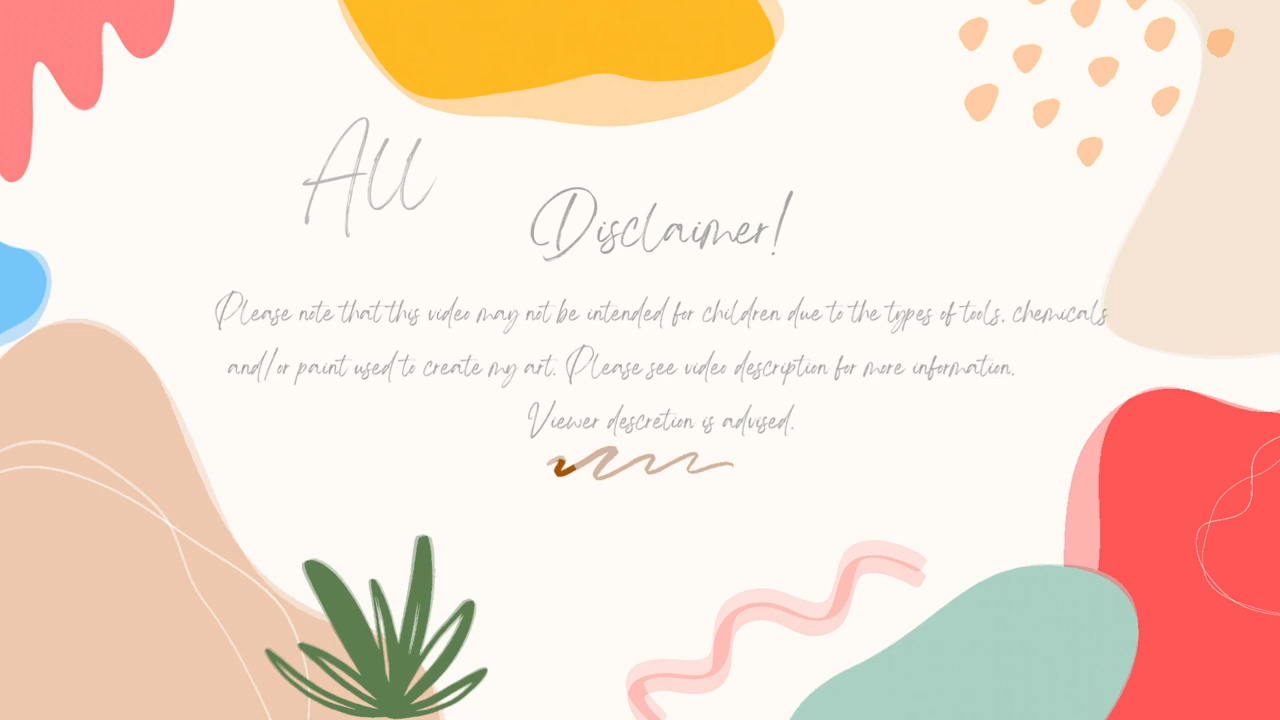 All
Disclaimer!
Please note that this video may not be intended for children due to the types of tools, chemicals
and/or paint used to create my art. Please see video description for more information.
Viewer descretion is advised.